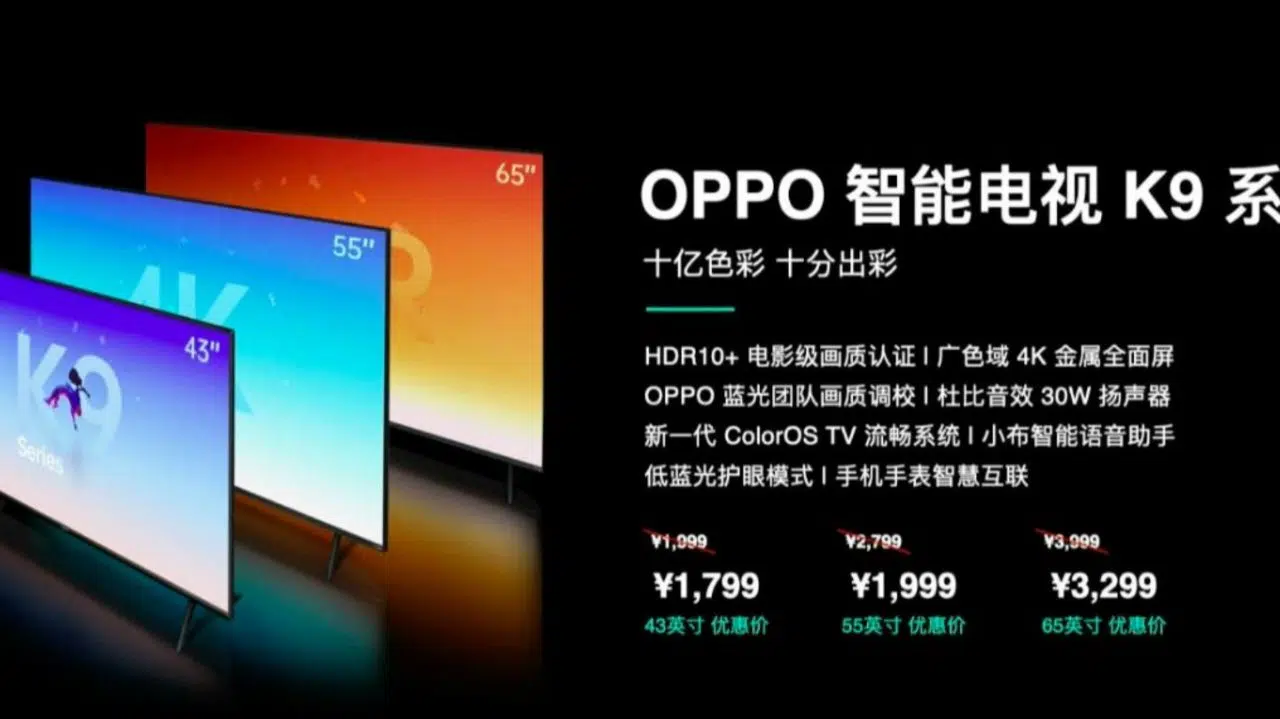 65"
55"
4K
43"
K9
Series
OPPO 智能电视 K9 系
十亿色彩 十分出彩
HDR10+ 电影级画质认证 | 广色域 4K 金属全面屏
OPPO 蓝光团队画质调校 | 杜比音效 30W 扬声器
新一代 ColorOS TV 流畅系统 | 小布智能语音助手
低蓝光护眼模式 | 手机手表智慧互联
¥1,999 ¥2,799 ¥3,999
¥1,799 ¥1,999 ¥3,299
43英寸 优惠价 55英寸 优惠价 65英寸 优惠价